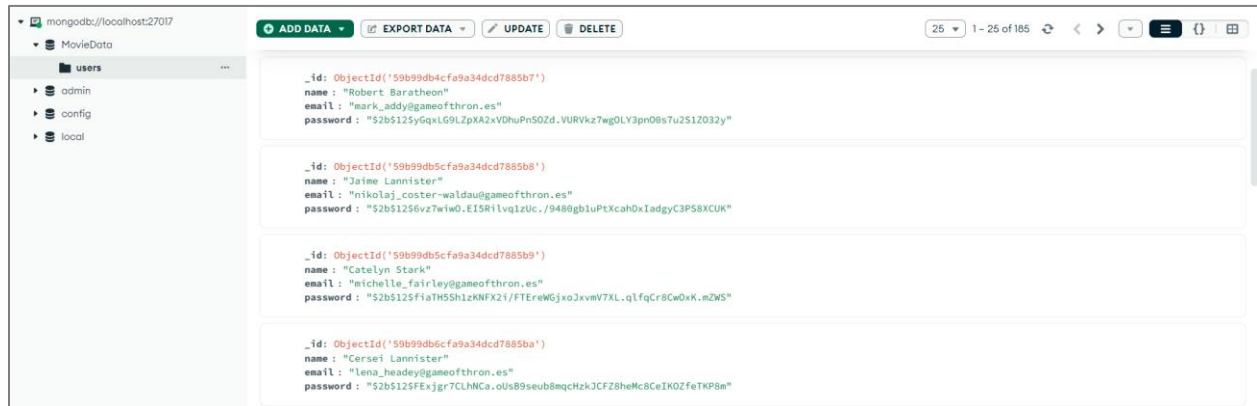 mongodb://localhost:27017
MovieData
users
admin
config
local
ADD DATA EXPORT DATA UPDATE DELETE 25 1 – 25 of 185 {}
_id: ObjectId('59b99db4cfa9a34dcd7885b7')
name : "Robert Baratheon"
email : "mark_addy@gameofthron.es"
password : "$2b$12$yGqxLG9LZpXA2xVDhuPnSOZd.VURVkz7wgOLY3pnO0s7u2S1ZO32y"
_id: ObjectId('59b99db5cfa9a34dcd7885b8')
name : "Jaime Lannister"
email : "nikolaj_coster-waldau@gameofthron.es"
password : "$2b$12$6vz7wiwO.EI5Rilvq1zUc./9480gb1uPtXcahDxIadgyC3PS8XCUK"
_id: ObjectId('59b99db5cfa9a34dcd7885b9')
name : "Catelyn Stark"
email : "michelle_fairley@gameofthron.es"
password : "$2b$12$fiaTH5Sh1zKNFX2i/FTEreWGjxoJxvmV7XL.qlfqCr8CwOxK.mZWS"
_id: ObjectId('59b99db6cfa9a34dcd7885ba')
name : "Cersei Lannister"
email : "lena_headey@gameofthron.es"
password : "$2b$12$FExjgr7CLhNCa.oUsB9seub8mqcHzkJCFZ8heMc8CeIKOZfeTKP8m"